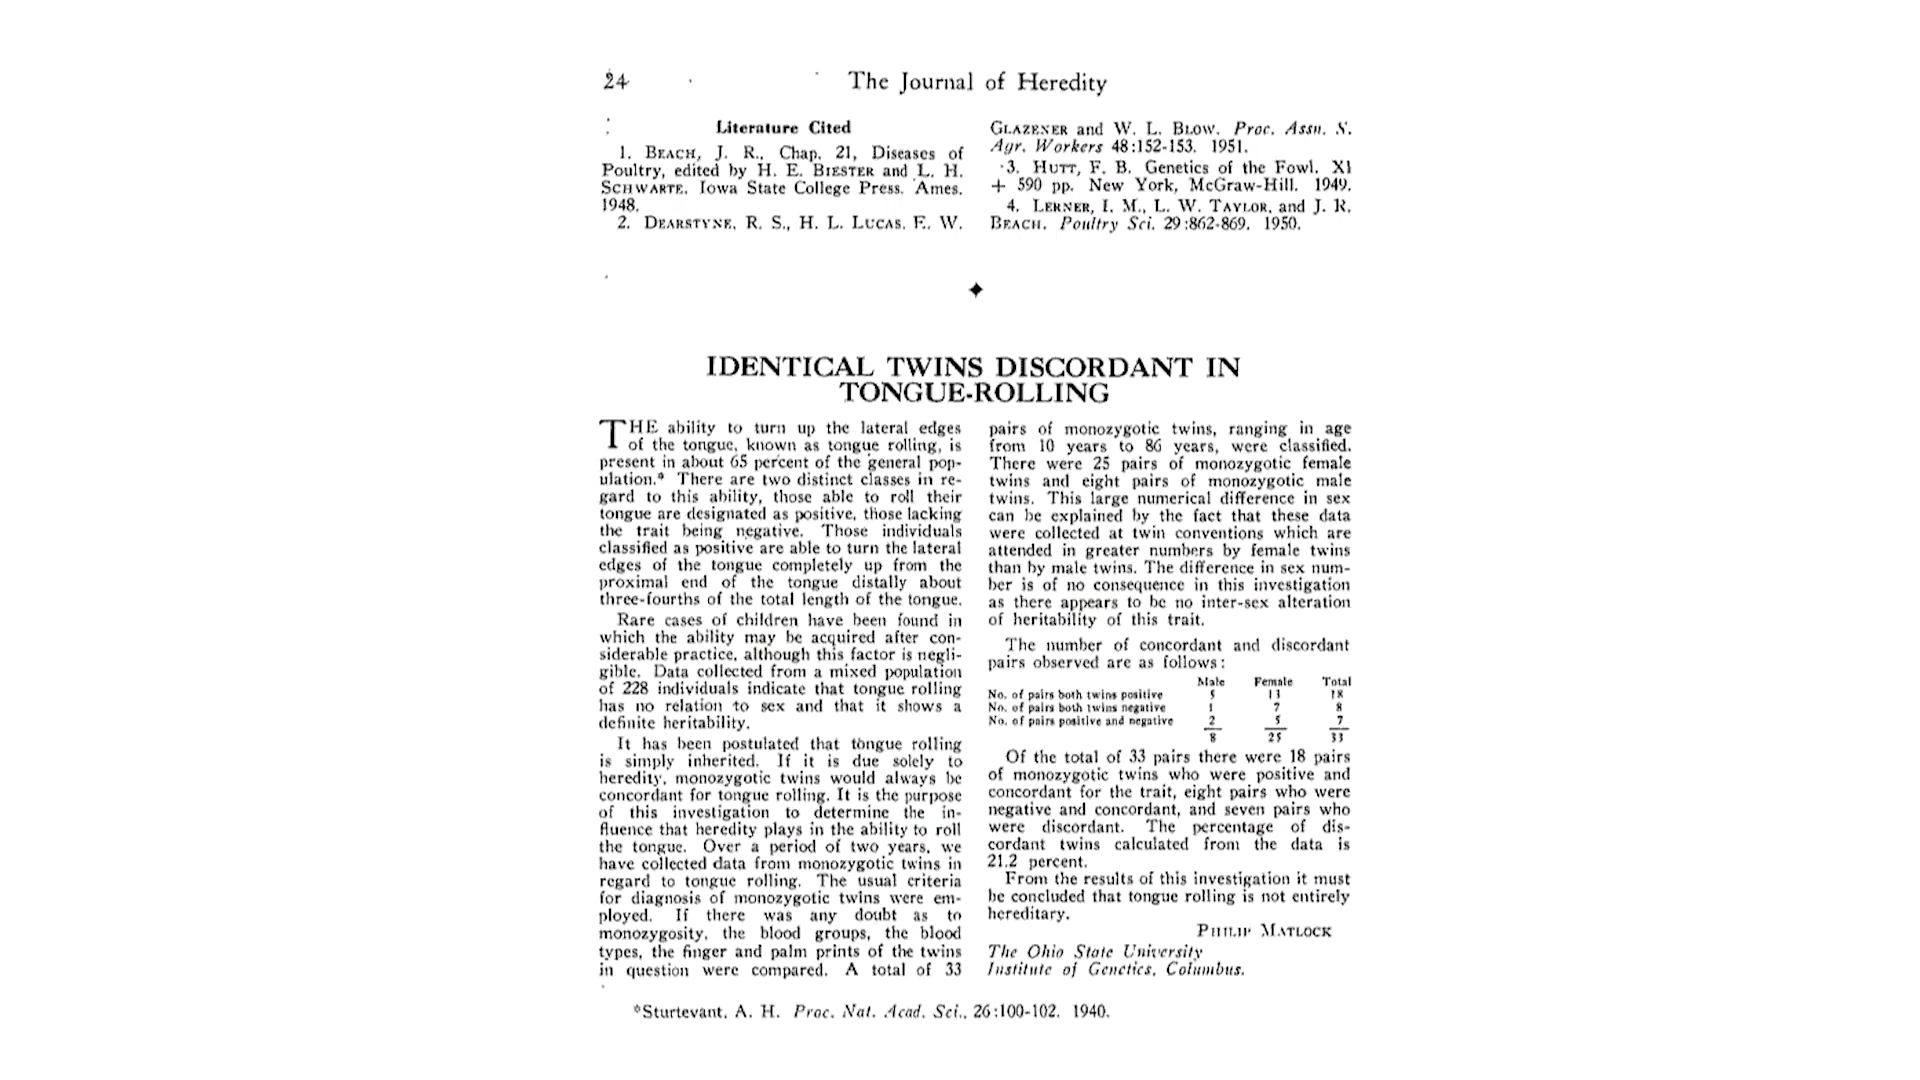 24
The Journal of Heredity
Literature Cited
1. BEACH, J. R., Chap. 21, Diseases of
Poultry, edited by H. E. BIESTER and L. H.
SCHWARTE. Iowa State College Press. Ames.
1948.
2. DEARSTYNE, R. S., H. L. LUCAS, E. W.
GLAZENER and W. L. BLOW. Proc. Assn. S.
Agr. Workers 48:152-153. 1951.
3. HUTT, F. B. Genetics of the Fowl. XI
+ 590 pp. New York, McGraw-Hill. 1949.
4. LERNER, I. M., L. W. TAYLOR, and J. R.
BEACH. Poultry Sci. 29:862-869. 1950.
IDENTICAL TWINS DISCORDANT IN
TONGUE-ROLLING
THE ability to turn up the lateral edges
of the tongue, known as tongue rolling, is
present in about 65 percent of the general pop-
ulation.* There are two distinct classes in re-
gard to this ability, those able to roll their
tongue are designated as positive, those lacking
the trait being negative. Those individuals
classified as positive are able to turn the lateral
edges of the tongue completely up from the
proximal end of the tongue distally about
three-fourths of the total length of the tongue.
Rare cases of children have been found in
which the ability may be acquired after con-
siderable practice, although this factor is negli-
gible. Data collected from a mixed population
of 228 individuals indicate that tongue rolling
has no relation to sex and that it shows a
definite heritability.
It has been postulated that tongue rolling
is simply inherited. If it is due solely to
heredity, monozygotic twins would always be
concordant for tongue rolling. It is the purpose
of this investigation to determine the in-
fluence that heredity plays in the ability to roll
the tongue. Over a period of two years, we
have collected data from monozygotic twins in
regard to tongue rolling. The usual criteria
for diagnosis of monozygotic twins were em-
ployed. If there was any doubt as to
monozygosity, the blood groups, the blood
types, the finger and palm prints of the twins
in question were compared. A total of 33
pairs of monozygotic twins, ranging in age
from 10 years to 86 years, were classified.
There were 25 pairs of monozygotic female
twins and eight pairs of monozygotic male
twins. This large numerical difference in sex
can be explained by the fact that these data
were collected at twin conventions which are
attended in greater numbers by female twins
than by male twins. The difference in sex num-
ber is of no consequence in this investigation
as there appears to be no inter-sex alteration
of heritability of this trait.
The number of concordant and discordant
pairs observed are as follows:
Male Female Total
No. of pairs both twins positive 5 13 18
No. of pairs both twins negative 1 7 8
No. of pairs positive and negative 2 5 7
8 25 33
Of the total of 33 pairs there were 18 pairs
of monozygotic twins who were positive and
concordant for the trait, eight pairs who were
negative and concordant, and seven pairs who
were discordant. The percentage of dis-
cordant twins calculated from the data is
21.2 percent.
From the results of this investigation it must
be concluded that tongue rolling is not entirely
hereditary.
PHILIP MATLOCK
The Ohio State University
Institute of Genetics, Columbus.
*Sturtevant, A. H. Proc. Nat. Acad. Sci., 26:100-102. 1940.